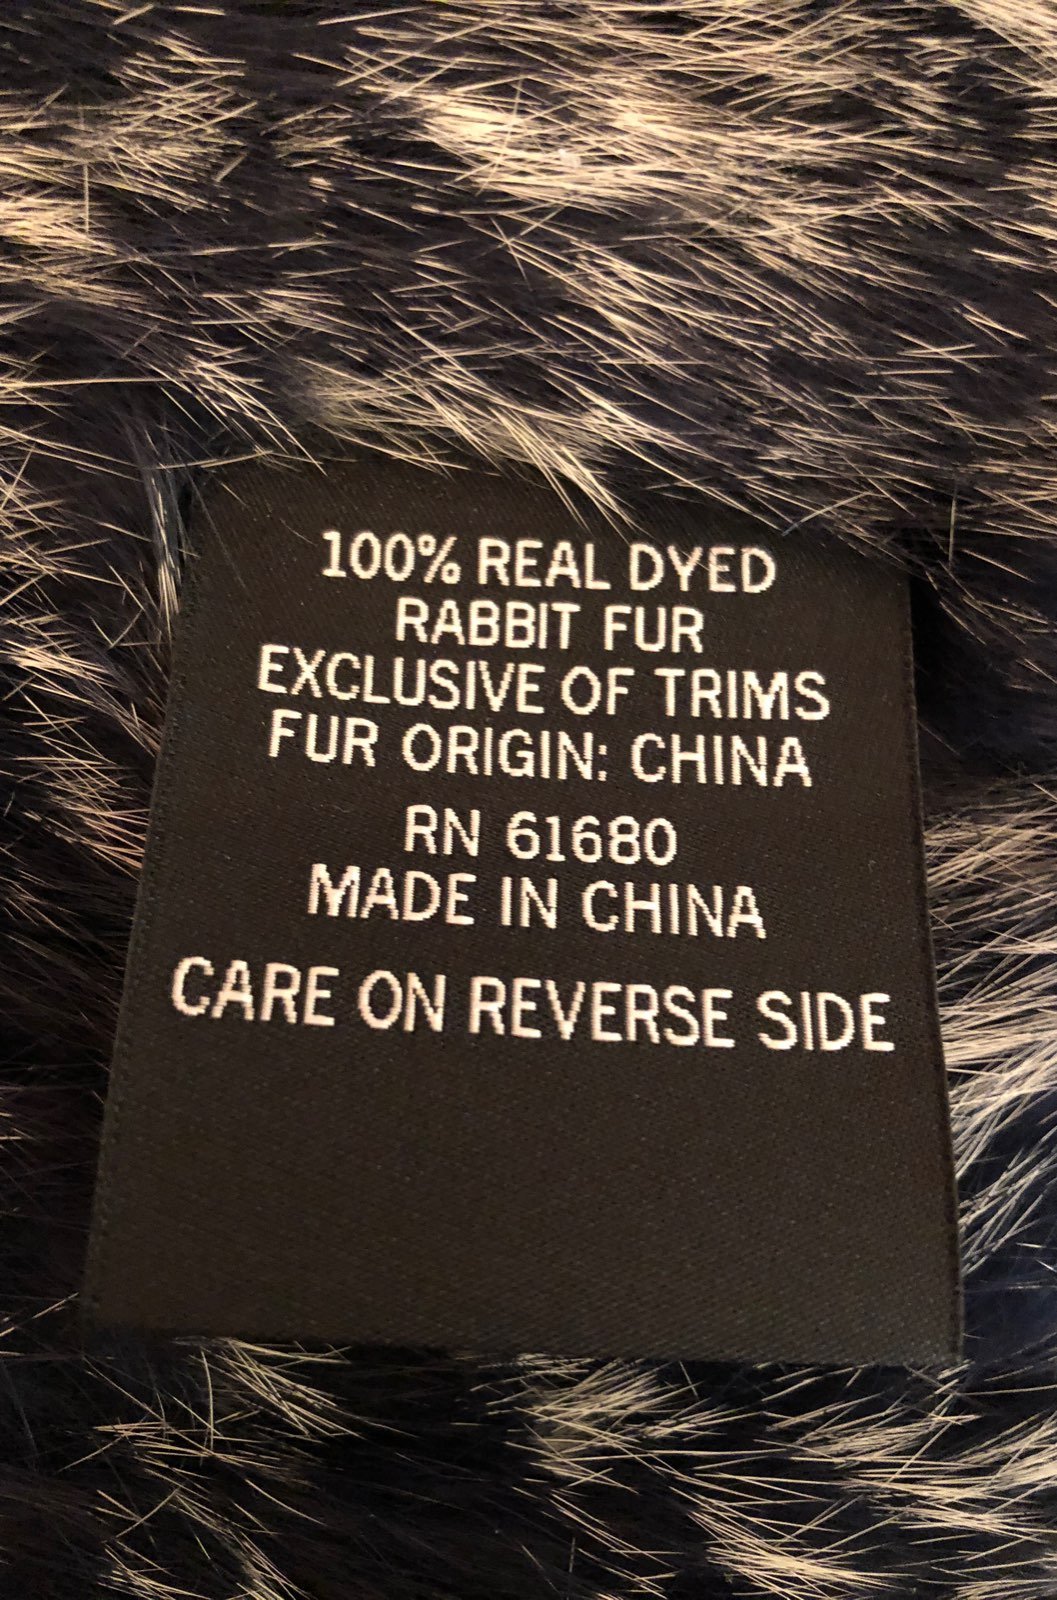 100% REAL DYED
RABBIT FUR
EXCLUSIVE OF TRIMS
FUR ORIGIN: CHINA
RN 61680
MADE IN CHINA
CARE ON REVERSE SIDE